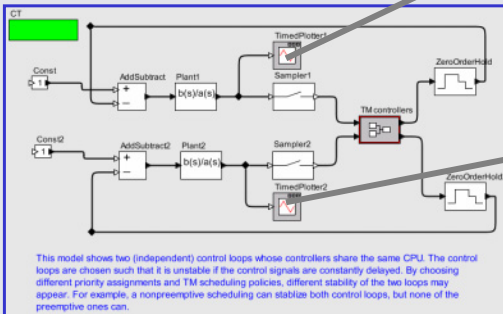 CT
TimedPlotter1
Const
AddSubtract
Plant1
Sampler1
ZeroOrderHold
1
+
−
b(s)/a(s)
TM controllers
Const2
AddSubtract2
Plant2
Sampler2
1
+
−
b(s)/a(s)
ZeroOrderHold
TimedPlotter2
This model shows two (independent) control loops whose controllers share the same CPU. The control
loops are chosen such that it is unstable if the control signals are constantly delayed. By choosing
different priority assignments and TM scheduling policies, different stability of the two loops may
appear. For example, a nonpreemptive scheduling can stablize both control loops, but none of the
preemptive ones can.